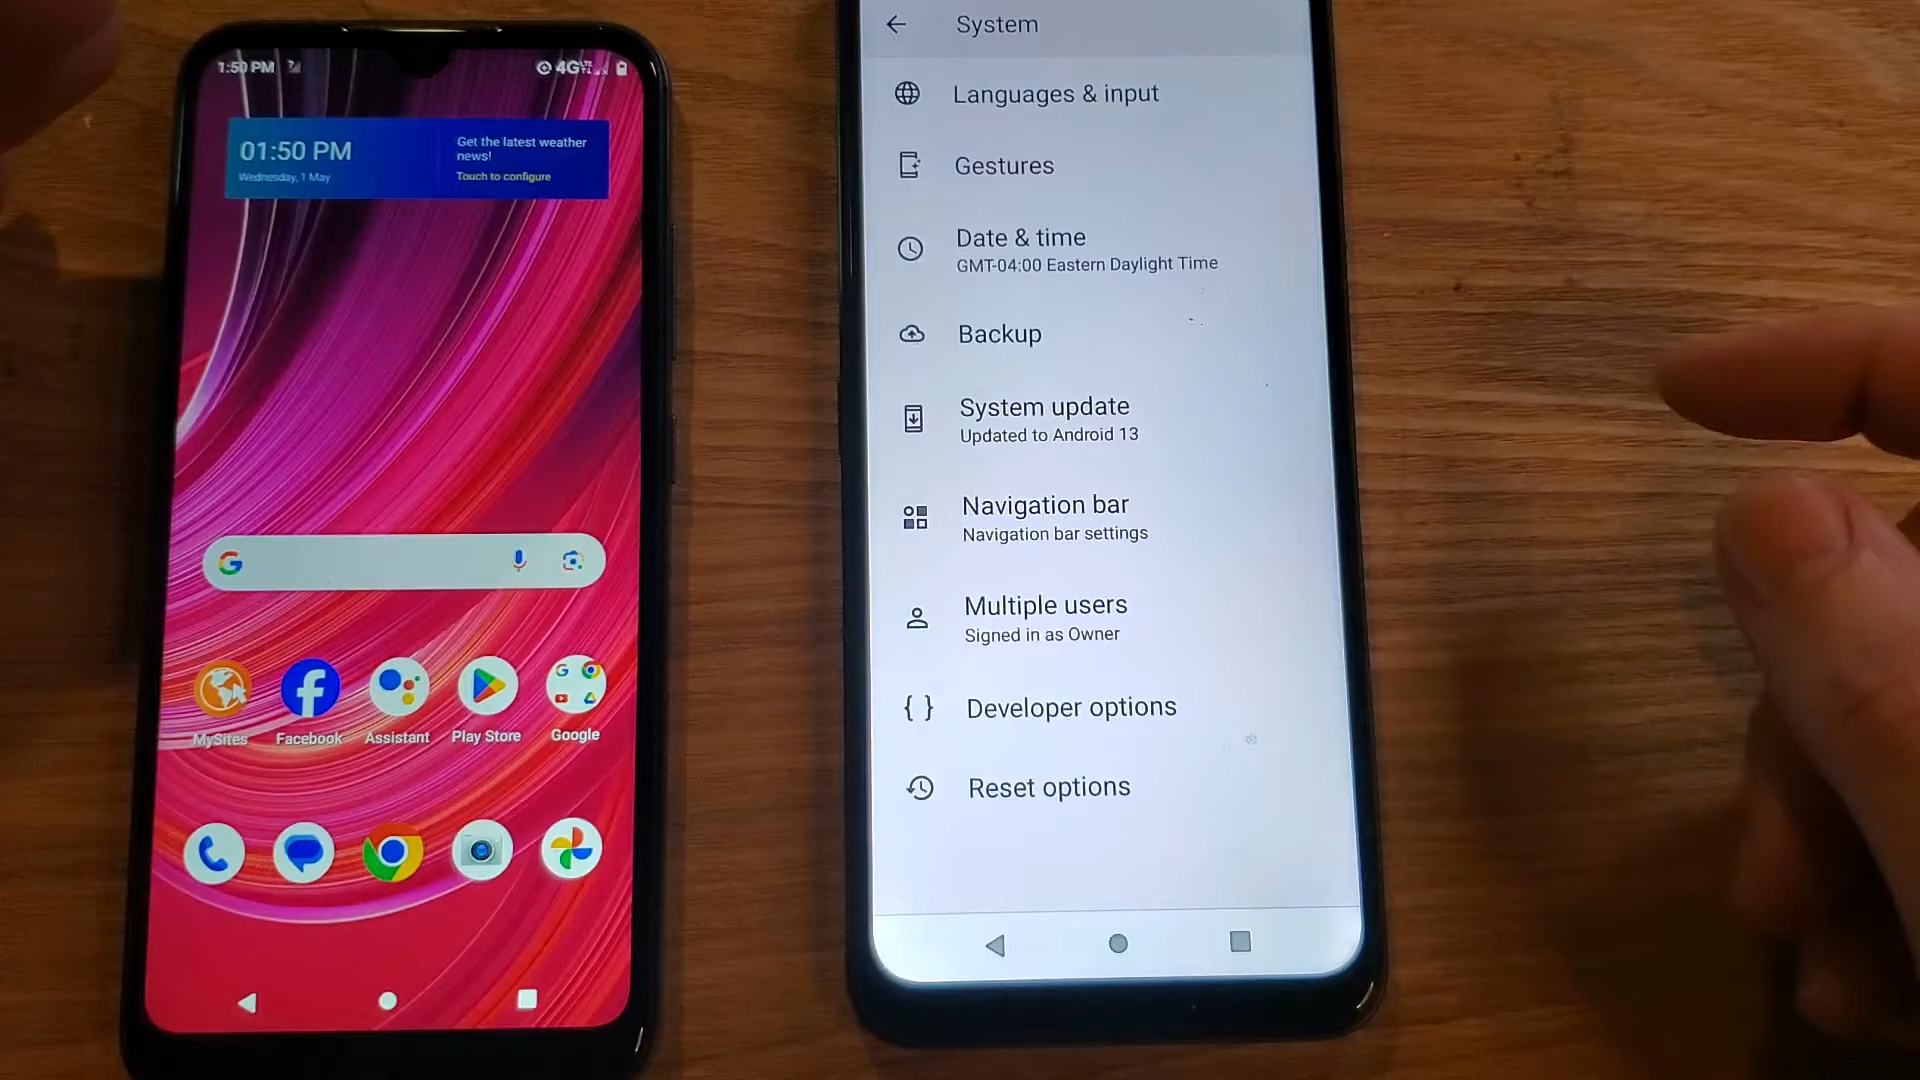 1:50 PM
4G LTE
01:50 PM
Wednesday, 1 May
Get the latest weather
news!
Touch to configure
MySites
Facebook
Assistant
Play Store
Google
System
Languages & input
Gestures
Date & time
GMT-04:00 Eastern Daylight Time
Backup
System update
Updated to Android 13
Navigation bar
Navigation bar settings
Multiple users
Signed in as Owner
Developer options
Reset options